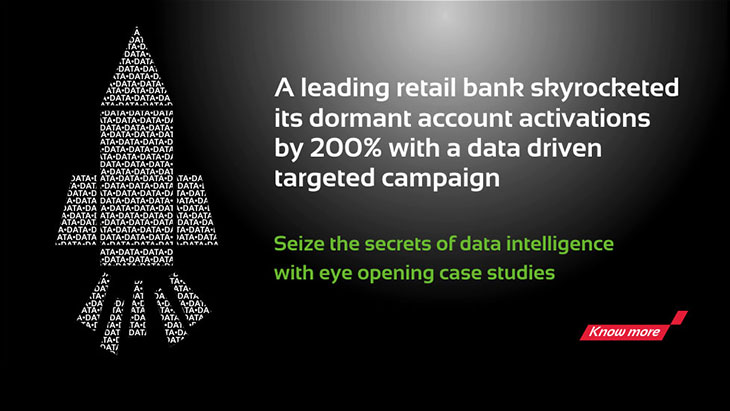 A leading retail bank skyrocketed
its dormant account activations
by 200% with a data driven
targeted campaign
Seize the secrets of data intelligence
with eye opening case studies
Know more